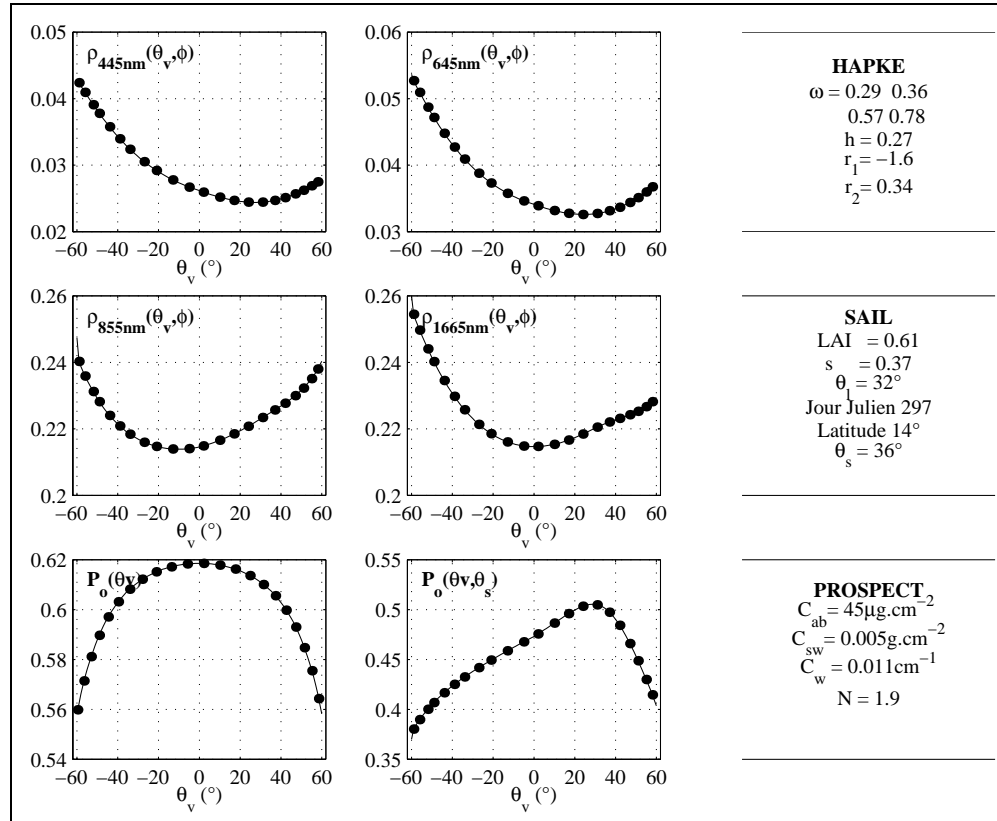 ρ445nm(θv,ϕ)
0.05
0.04
0.03
0.02
−60 −40 −20 0 20 40 60
θv (°)
ρ645nm(θv,ϕ)
0.06
0.05
0.04
0.03
−60 −40 −20 0 20 40 60
θv (°)
HAPKE
ω = 0.29 0.36
0.57 0.78
h = 0.27
r1= −1.6
r2= 0.34
ρ855nm(θv,ϕ)
0.26
0.24
0.22
0.2
−60 −40 −20 0 20 40 60
θv (°)
ρ1665nm(θv,ϕ)
0.26
0.24
0.22
0.2
−60 −40 −20 0 20 40 60
θv (°)
SAIL
LAI = 0.61
s = 0.37
θl = 32°
Jour Julien 297
Latitude 14°
θs = 36°
Po(θv)
0.62
0.6
0.58
0.56
0.54
−60 −40 −20 0 20 40 60
θv (°)
Po(θv,θs)
0.55
0.5
0.45
0.4
0.35
−60 −40 −20 0 20 40 60
θv (°)
PROSPECT
Cab= 45µg.cm−2
Csw= 0.005g.cm−2
Cw= 0.011cm−1
N = 1.9